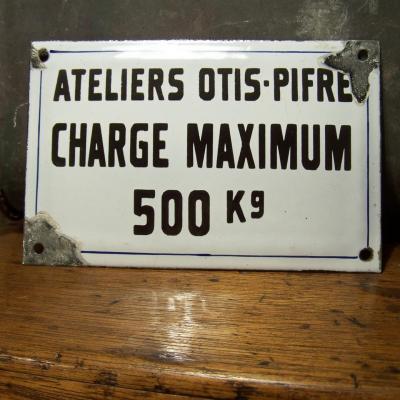 ATELIERS OTIS-PIFRE
CHARGE MAXIMUM
500 Kg